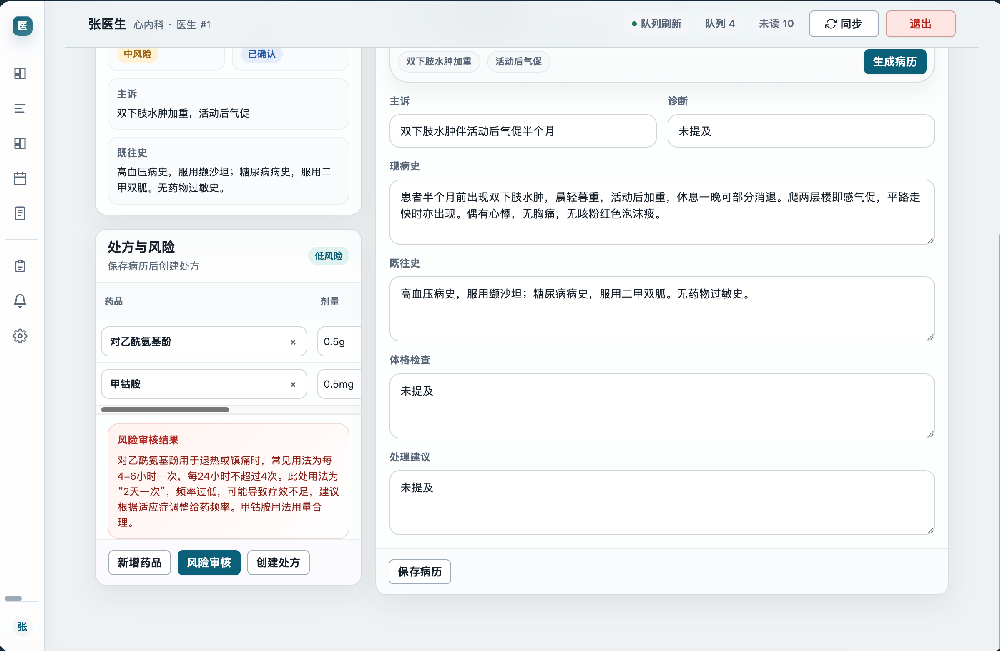 医
张医生 心内科 · 医生 #1
队列刷新
队列 4
未读 10
同步
退出
中风险
已确认
主诉
双下肢水肿加重，活动后气促
既往史
高血压病史，服用缬沙坦；糖尿病病史，服用二
甲双胍。无药物过敏史。
处方与风险
低风险
保存病历后创建处方
药品
剂量
对乙酰氨基酚 ×
0.5g
甲钴胺 ×
0.5mg
风险审核结果
对乙酰氨基酚用于退热或镇痛时，常见用法为每
4–6小时一次，每24小时不超过4次。此处用法为
“2天一次”，频率过低，可能导致疗效不足，建议
根据适应症调整给药频率。甲钴胺用法用量合
理。
新增药品
风险审核
创建处方
双下肢水肿加重
活动后气促
生成病历
主诉
双下肢水肿伴活动后气促半个月
诊断
未提及
现病史
患者半个月前出现双下肢水肿，晨轻暮重，活动后加重，休息一晚可部分消退。爬两层楼即感气促，平路走
快时亦出现。偶有心悸，无胸痛，无咳粉红色泡沫痰。
既往史
高血压病史，服用缬沙坦；糖尿病病史，服用二甲双胍。无药物过敏史。
体格检查
未提及
处理建议
未提及
保存病历
张